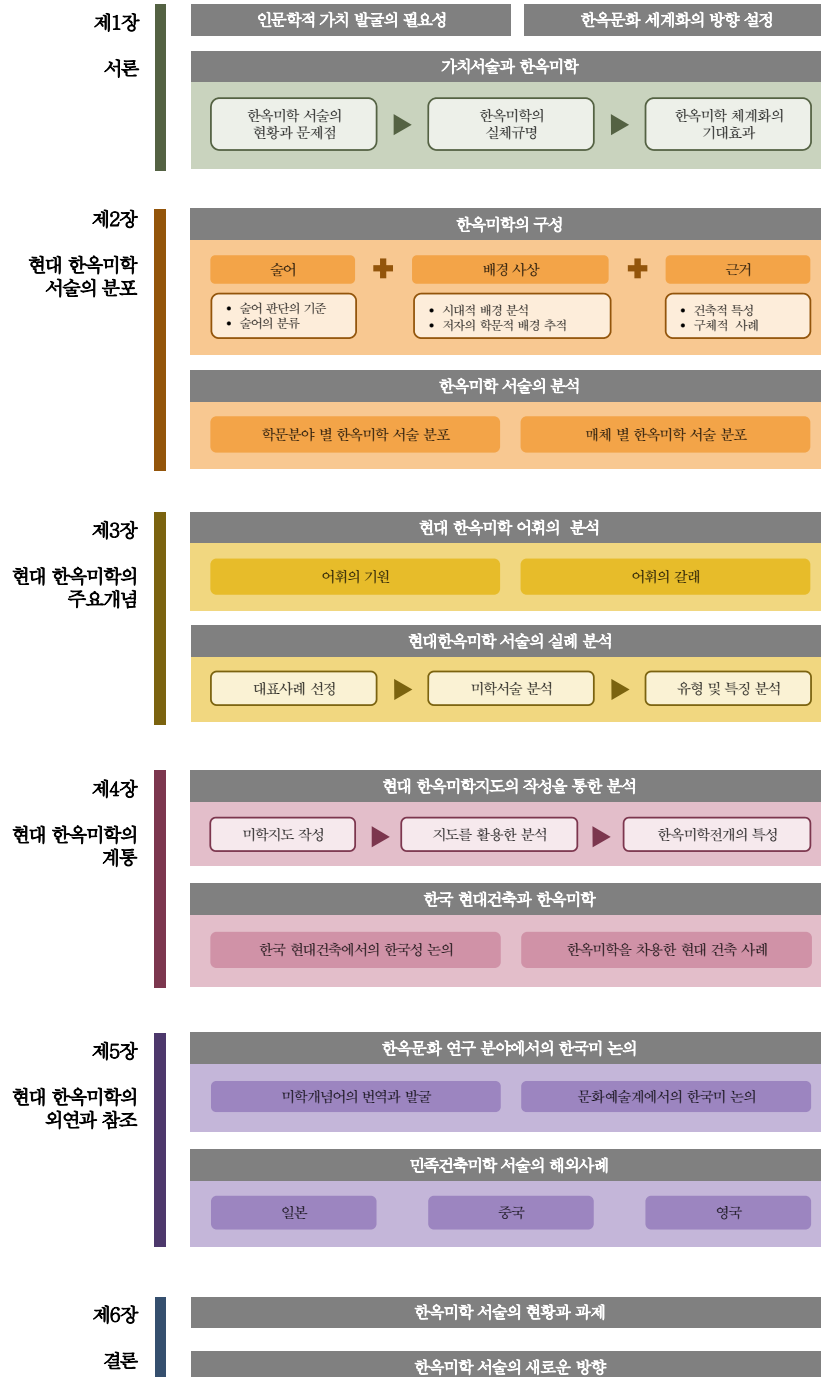 제1장
서론
인문학적 가치 발굴의 필요성
한옥문화 세계화의 방향 설정
가치서술과 한옥미학
한옥미학 서술의
현황과 문제점
한옥미학의
실체규명
한옥미학 체계화의
기대효과
제2장
현대 한옥미학
서술의 분포
한옥미학의 구성
술어
배경 사상
근거
• 술어 판단의 기준
• 술어의 분류
• 시대적 배경 분석
• 저자의 학문적 배경 추적
• 건축적 특성
• 구체적 사례
한옥미학 서술의 분석
학문분야 별 한옥미학 서술 분포
매체 별 한옥미학 서술 분포
제3장
현대 한옥미학의
주요개념
현대 한옥미학 어휘의 분석
어휘의 기원
어휘의 갈래
현대한옥미학 서술의 실례 분석
대표사례 선정
미학서술 분석
유형 및 특징 분석
제4장
현대 한옥미학의
계통
현대 한옥미학지도의 작성을 통한 분석
미학지도 작성
지도를 활용한 분석
한옥미학전개의 특성
한국 현대건축과 한옥미학
한국 현대건축에서의 한국성 논의
한옥미학을 차용한 현대 건축 사례
제5장
현대 한옥미학의
외연과 참조
한옥문화 연구 분야에서의 한국미 논의
미학개념어의 번역과 발굴
문화예술계에서의 한국미 논의
민족건축미학 서술의 해외사례
일본
중국
영국
제6장
결론
한옥미학 서술의 현황과 과제
한옥미학 서술의 새로운 방향